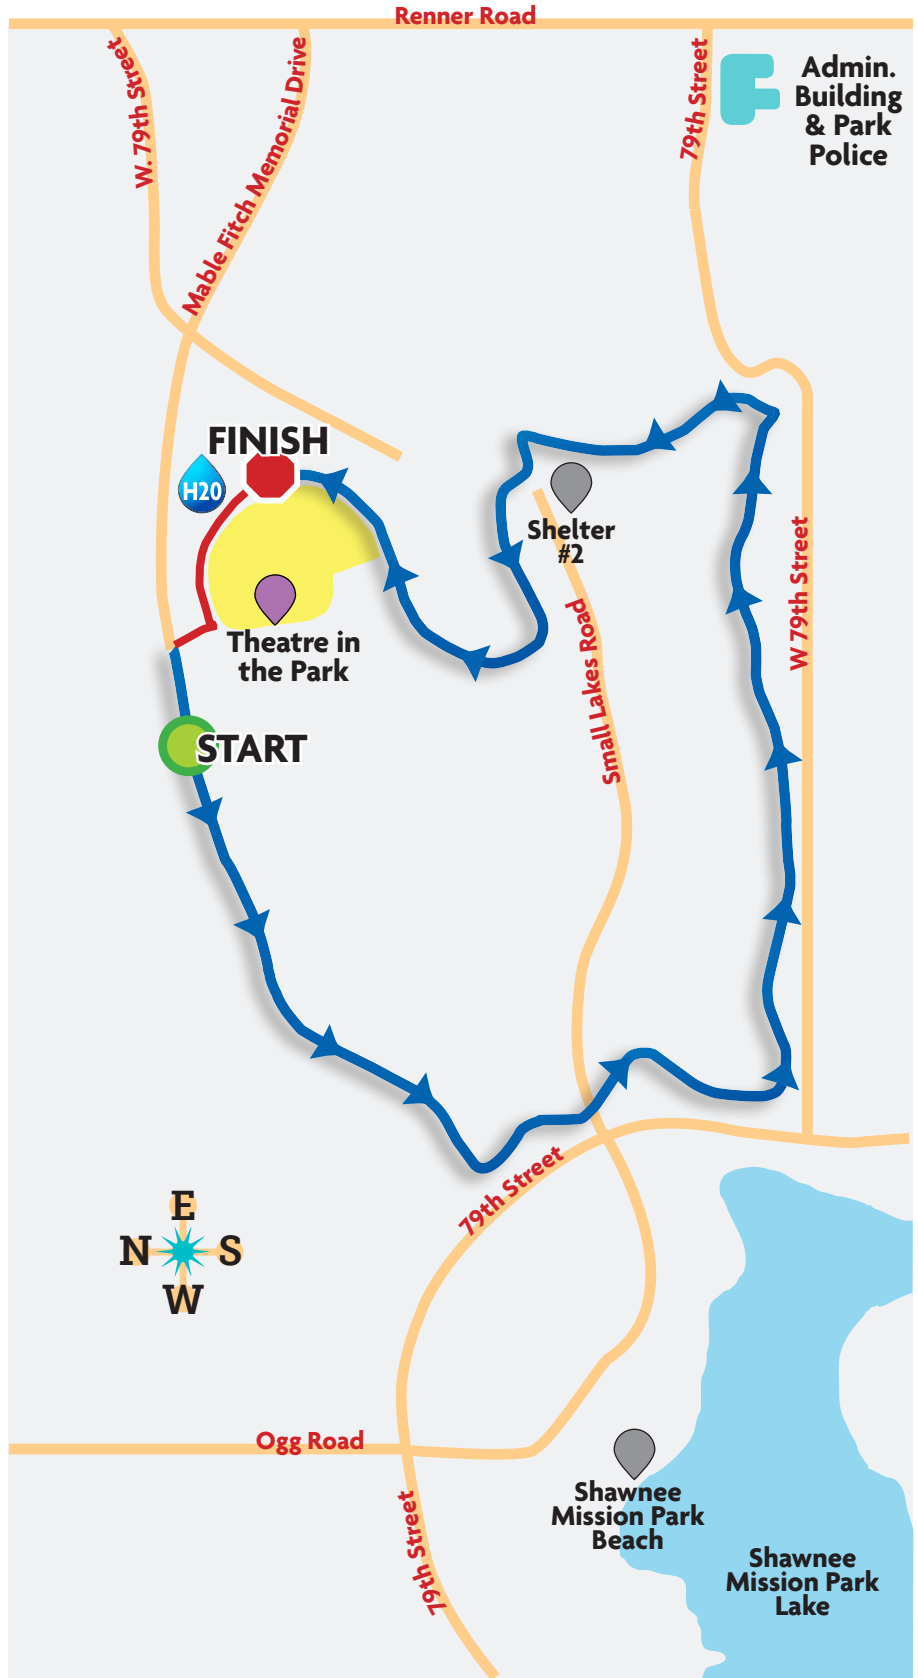 Renner Road
W. 79th Street
Mable Fitch Memorial Drive
79th Street
Admin.
Building
& Park
Police
FINISH
H20
Shelter
#2
W 79th Street
Small Lakes Road
Theatre in
the Park
START
79th Street
E
N
S
W
Ogg Road
79th Street
Shawnee
Mission Park
Beach
Shawnee
Mission Park
Lake